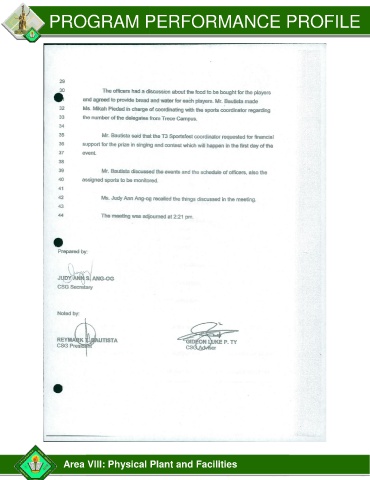 PROGRAM PERFORMANCE PROFILE
29
30 The officers had a discussion about the food to be bought for the players
31 and agreed to provide bread and water for each players. Mr. Bautista made
32 Ms. Mikah Pioded in charge of coordinating with the sports coordinator regarding
33 the number of the delegates from Trece Campus.
34
35 Mr. Bautista said that the T3 Sportsfest coordinator requested for financial
36 support for the prize in singing and contest which will happen in the first day of the
37 event.
38
39 Mr. Bautista discussed the events and the schedule of officers, also the
40 assigned sports to be monitored.
41
42 Ms. Judy Ann Ang-og recalled the things discussed in the meeting.
43
44 The meeting was adjourned at 2:21 pm.
Prepared by:
JUDY ANN S. ANG-OG
CSG Secretary
Noted by:
REYMARK BAUTISTA
CSG President
GIDEON LUKE P. TY
CSG Adviser
Area VIII: Physical Plant and Facilities